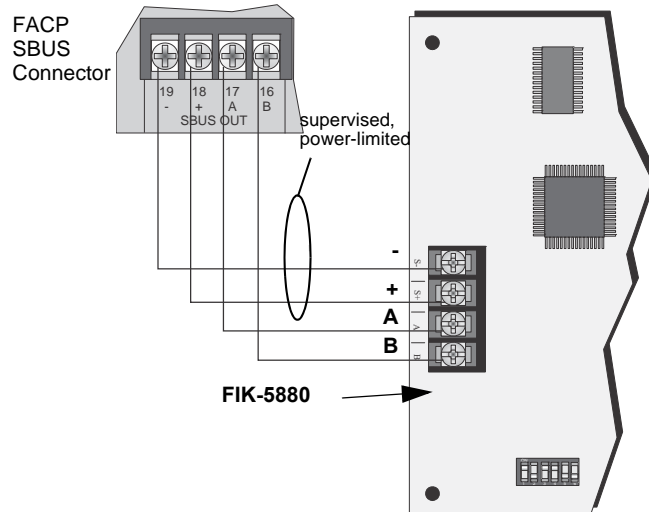 FACP
SBUS
Connector
19 18 17 16
- + A B
SBUS OUT
supervised,
power-limited
- S-
+ S+
A A
B B
FIK-5880